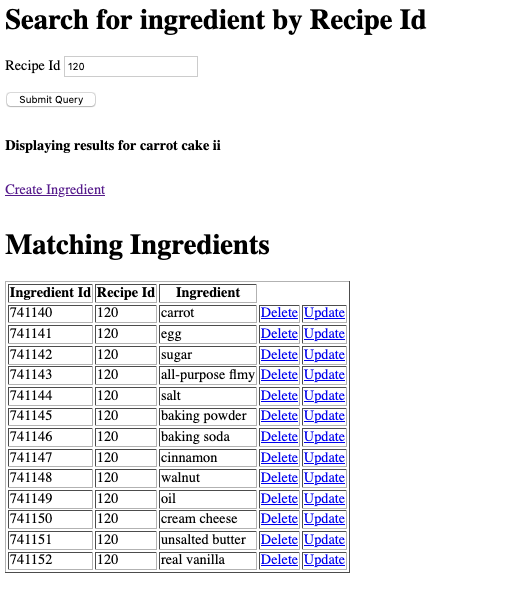 Search for ingredient by Recipe Id
Recipe Id 120
Submit Query
Displaying results for carrot cake ii
Create Ingredient
Matching Ingredients
Ingredient Id Recipe Id Ingredient
741140 120 carrot Delete Update
741141 120 egg Delete Update
741142 120 sugar Delete Update
741143 120 all-purpose flmy Delete Update
741144 120 salt Delete Update
741145 120 baking powder Delete Update
741146 120 baking soda Delete Update
741147 120 cinnamon Delete Update
741148 120 walnut Delete Update
741149 120 oil Delete Update
741150 120 cream cheese Delete Update
741151 120 unsalted butter Delete Update
741152 120 real vanilla Delete Update